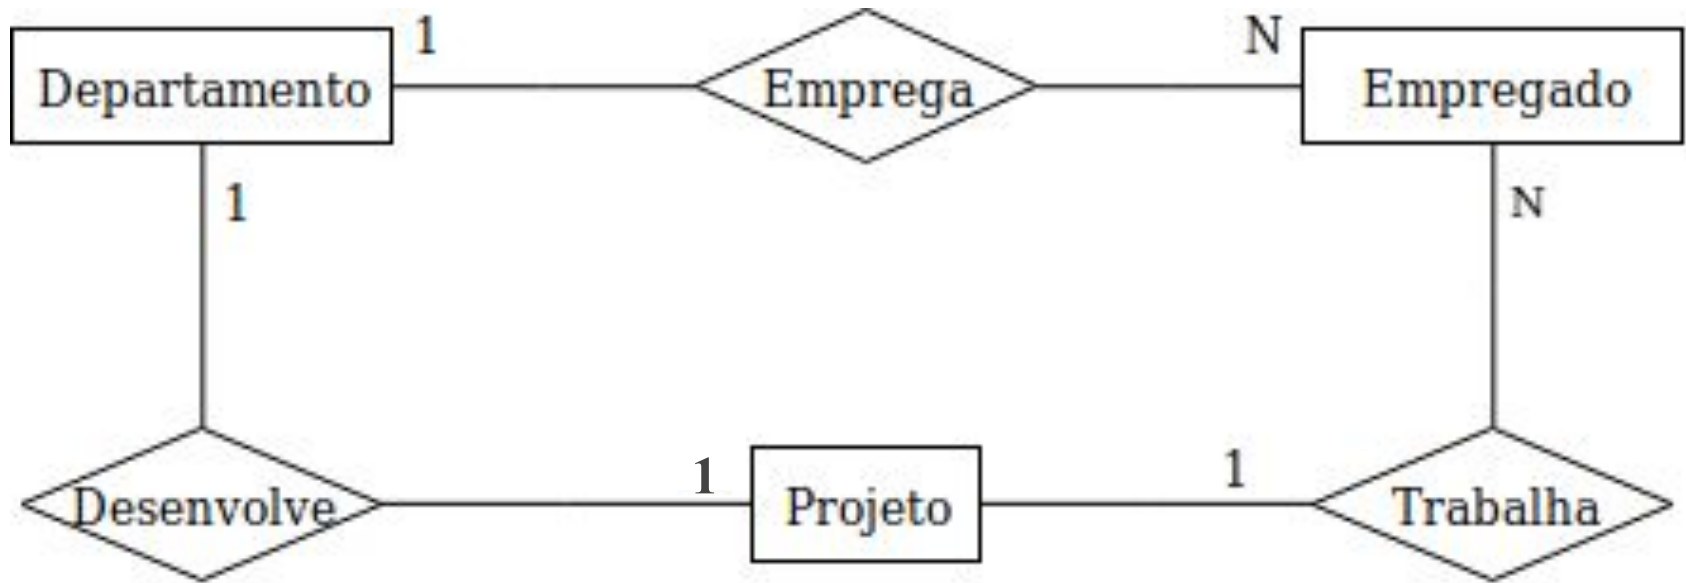 1
N
Departamento
Emprega
Empregado
1
N
1
1
Desenvolve
Projeto
Trabalha